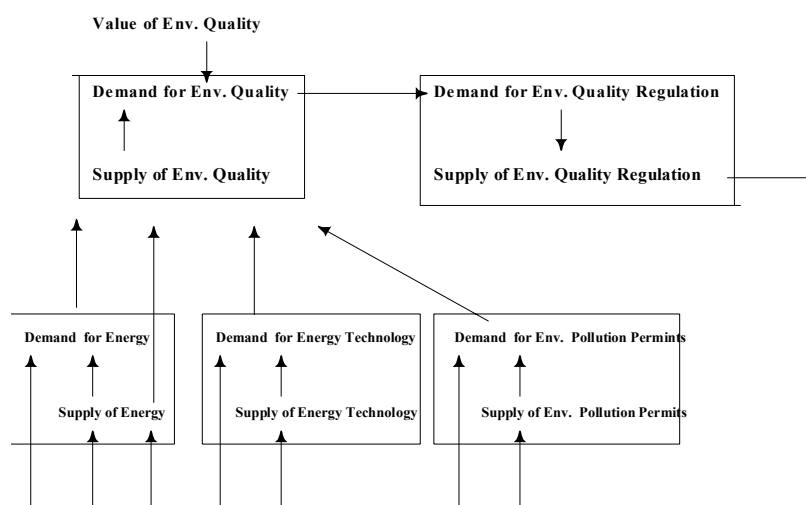 Value of Env. Quality
Demand for Env. Quality
Demand for Env. Quality Regulation
Supply of Env. Quality
Supply of Env. Quality Regulation
Demand for Energy
Demand for Energy Technology
Demand for Env. Pollution Permints
Supply of Energy
Supply of Energy Technology
Supply of Env. Pollution Permits